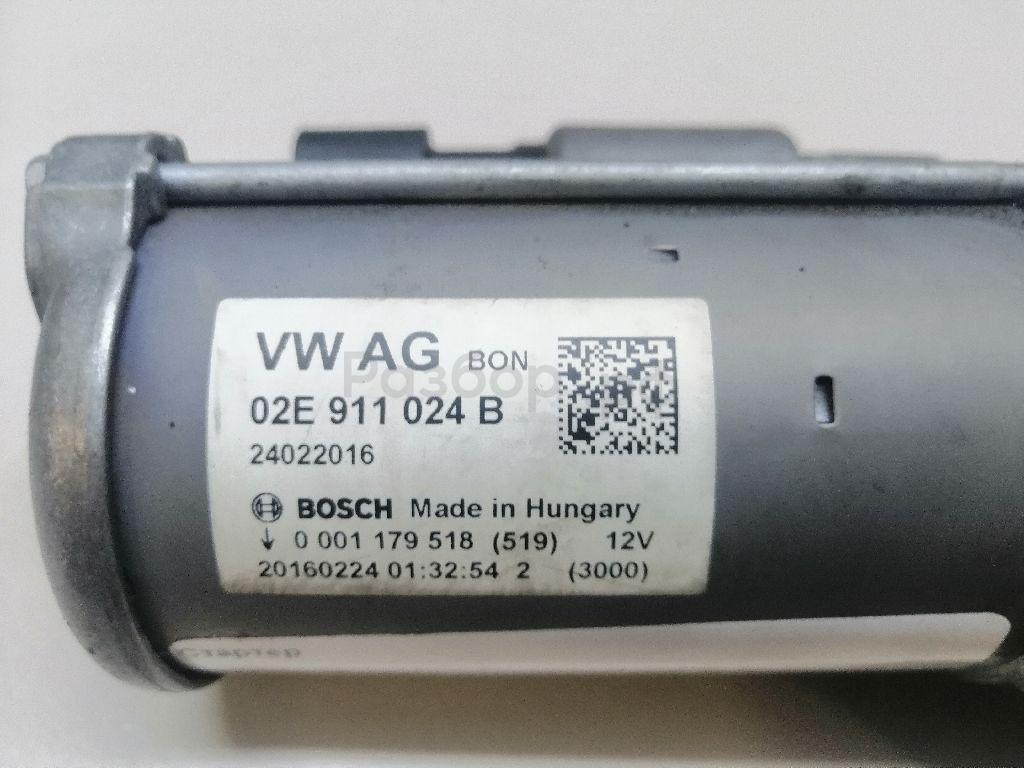 VW AG BON
Разбор
02E 911 024 B
24022016
BOSCH Made in Hungary
↓ 0 001 179 518 (519) 12V
20160224 01:32:54 2 (3000)
Стартер